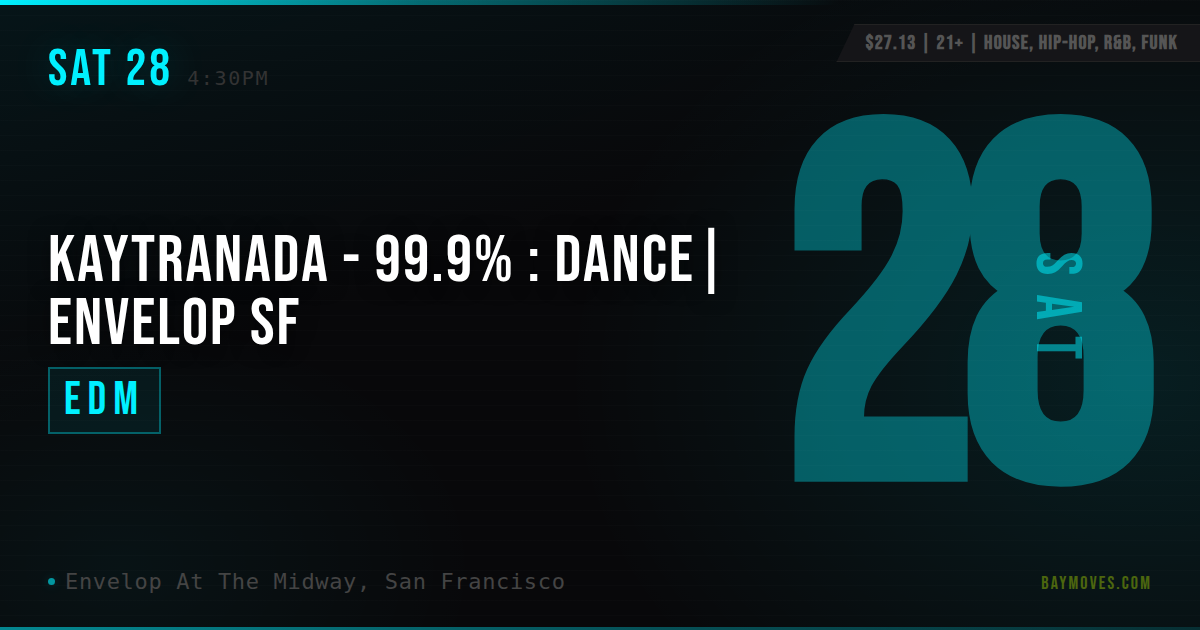 $27.13 | 21+ | HOUSE, HIP-HOP, R&B, FUNK
SAT 28 4:30PM
28
SAT
KAYTRANADA - 99.9% : DANCE |
ENVELOP SF
EDM
Envelop At The Midway, San Francisco
BAYMOVES.COM